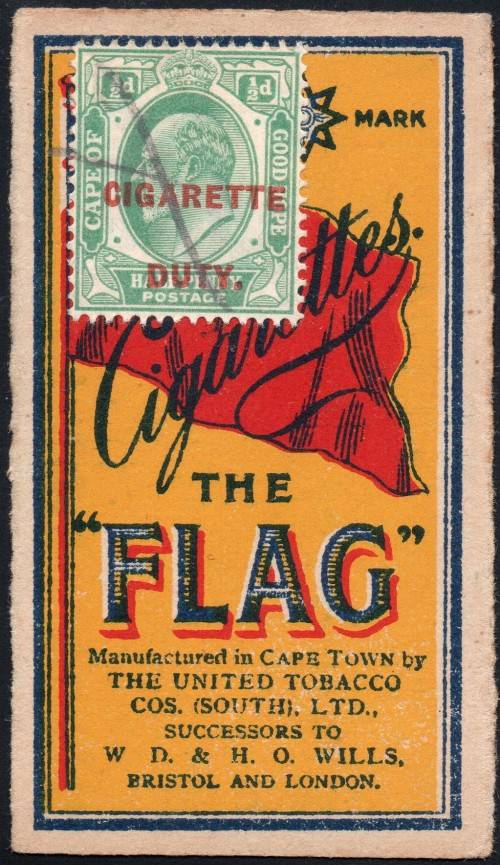 ½d ½d
CAPE OF GOOD HOPE
CIGARETTE
DUTY.
HALF PENNY
POSTAGE
MARK
Cigarettes.
THE
"FLAG"
Manufactured in CAPE TOWN by
THE UNITED TOBACCO
COS. (SOUTH), LTD.,
SUCCESSORS TO
W D. & H. O. WILLS,
BRISTOL AND LONDON.